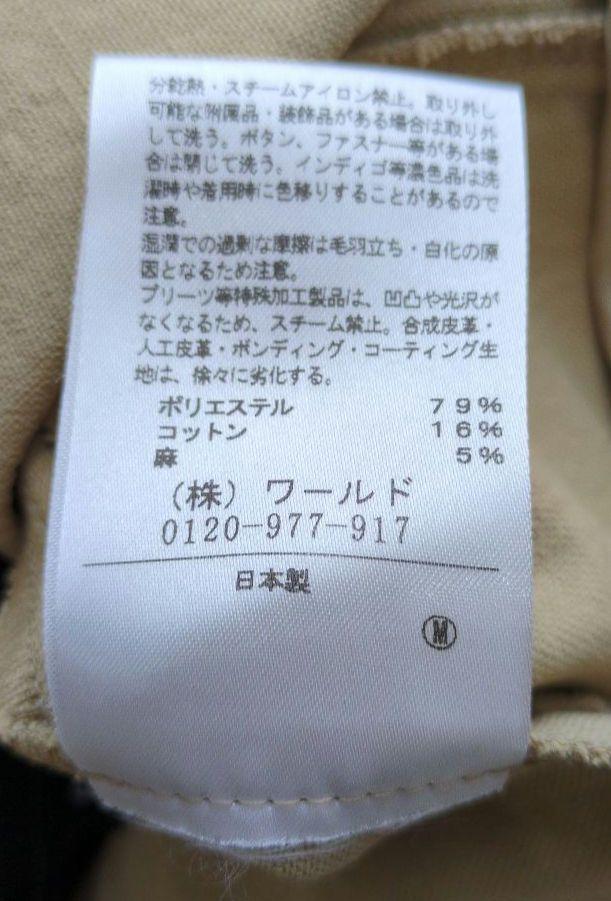 分乾熱・スチームアイロン禁止。取り外し
可能な附属品・装飾品がある場合は取り外
して洗う。ボタン、ファスナー等がある場
合は閉じて洗う。インディゴ等濃色品は洗
濯時や着用時に色移りすることがあるので
注意。
湿潤での過剰な摩擦は毛羽立ち・白化の原
因となるため注意。
プリーツ等特殊加工製品は、凹凸や光沢が
なくなるため、スチーム禁止。合成皮革・
人工皮革・ボンディング・コーティング生
地は、徐々に劣化する。
ポリエステル 79%
コットン 16%
麻 5%
(株) ワールド
0120-977-917
日本製
Ⓜ